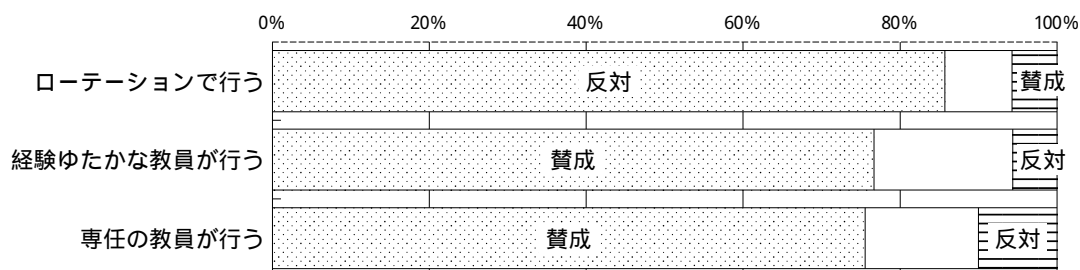 0% 20% 40% 60% 80% 100%
ローテーションで行う 反対 賛成
経験ゆたかな教員が行う 賛成 反対
専任の教員が行う 賛成 反対